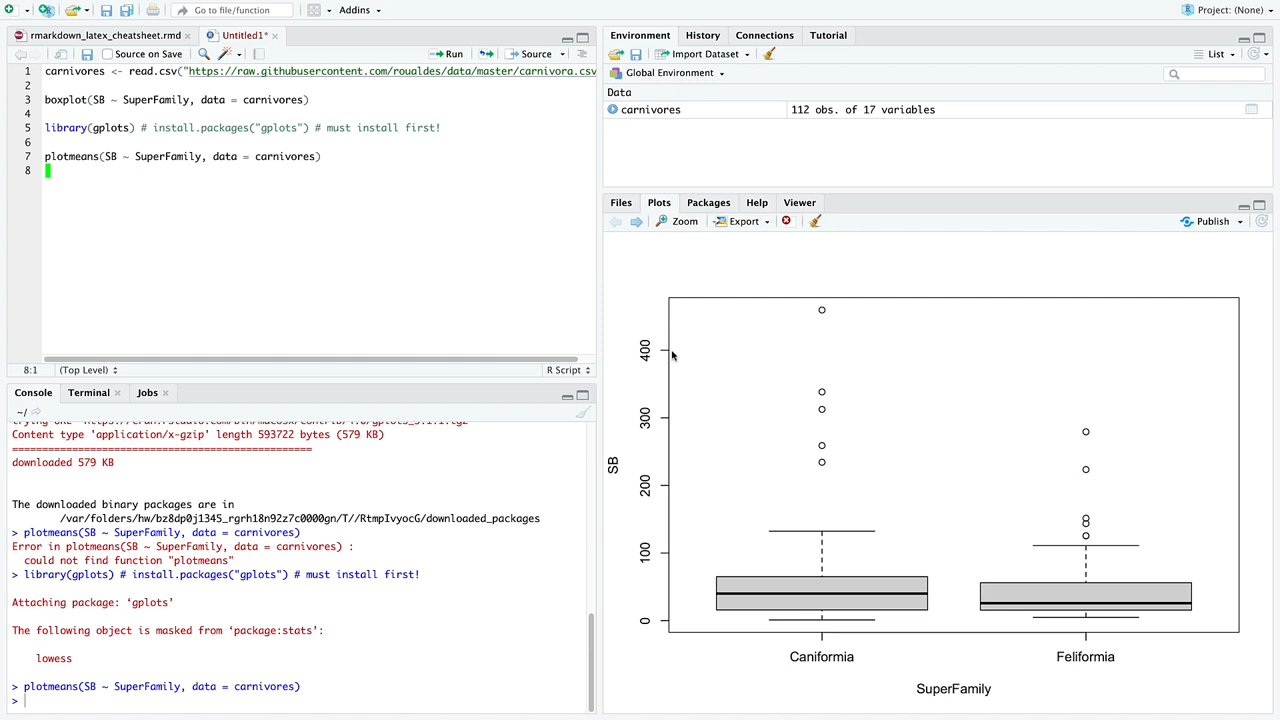 Go to file/function
Addins
Project: (None)
rmarkdown_latex_cheatsheet.rmd
Untitled1*
Source on Save
Run
Source
1 carnivores <- read.csv("https://raw.githubusercontent.com/roualdes/data/master/carnivora.csv
2
3 boxplot(SB ~ SuperFamily, data = carnivores)
4
5 library(gplots) # install.packages("gplots") # must install first!
6
7 plotmeans(SB ~ SuperFamily, data = carnivores)
8
8:1 (Top Level) R Script
Console Terminal Jobs
~/
Content type 'application/x-gzip' length 593722 bytes (579 KB)
==================================================
downloaded 579 KB
The downloaded binary packages are in
/var/folders/hw/bz8dp0j1345_rgrh18n92z7c0000gn/T//RtmpIvyocG/downloaded_packages
> plotmeans(SB ~ SuperFamily, data = carnivores)
Error in plotmeans(SB ~ SuperFamily, data = carnivores) :
could not find function "plotmeans"
> library(gplots) # install.packages("gplots") # must install first!
Attaching package: ‘gplots’
The following object is masked from ‘package:stats’:
lowess
> plotmeans(SB ~ SuperFamily, data = carnivores)
>
Environment History Connections Tutorial
Import Dataset
List
Global Environment
Data
carnivores 112 obs. of 17 variables
Files Plots Packages Help Viewer
Zoom Export Publish
400
300
200
100
0
SB
Caniformia Feliformia
SuperFamily